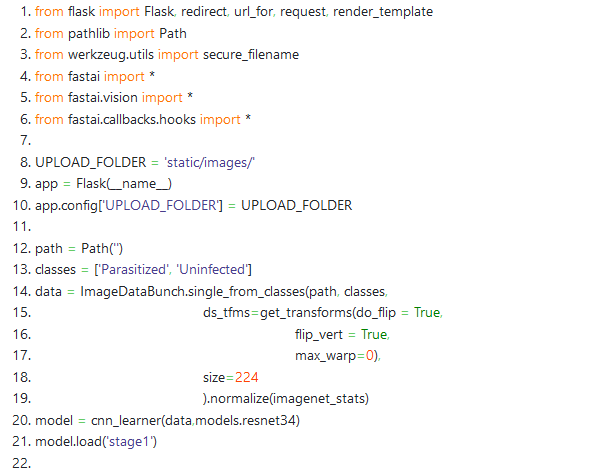 1. from flask import Flask, redirect, url_for, request, render_template
2. from pathlib import Path
3. from werkzeug.utils import secure_filename
4. from fastai import *
5. from fastai.vision import *
6. from fastai.callbacks.hooks import *
7.
8. UPLOAD_FOLDER = 'static/images/'
9. app = Flask(__name__)
10. app.config['UPLOAD_FOLDER'] = UPLOAD_FOLDER
11.
12. path = Path('')
13. classes = ['Parasitized', 'Uninfected']
14. data = ImageDataBunch.single_from_classes(path, classes,
15. ds_tfms=get_transforms(do_flip = True,
16. flip_vert = True,
17. max_warp=0),
18. size=224
19. ).normalize(imagenet_stats)
20. model = cnn_learner(data,models.resnet34)
21. model.load('stage1')
22.